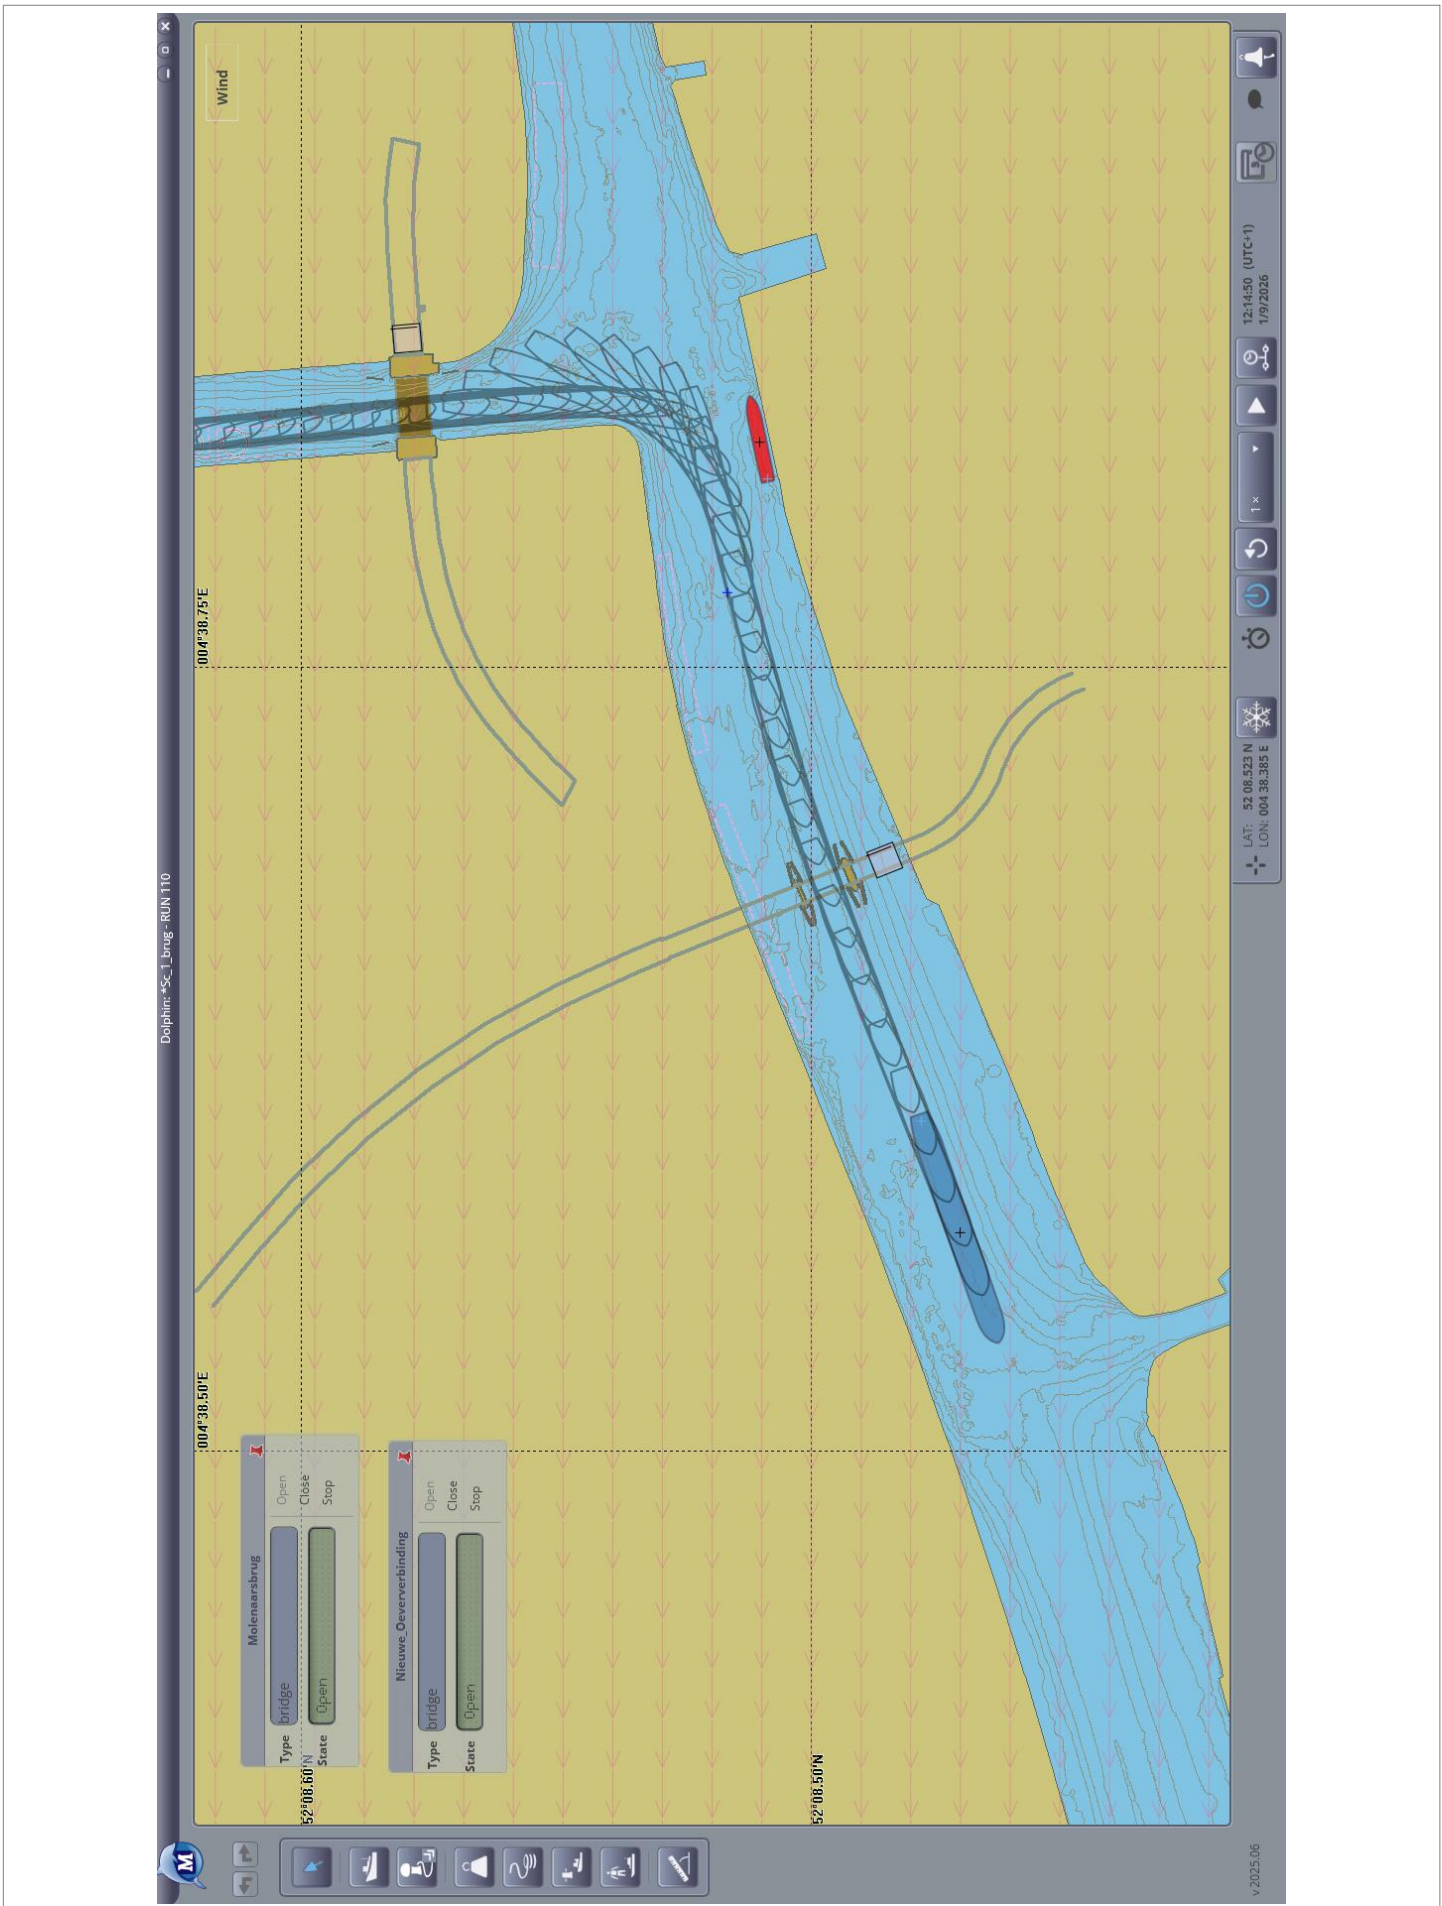 Dolphin: *Sc_1_brug - RUN 110
M
Molenaarsbrug
Type bridge
State Open
Open
Close
Stop
Nieuwe_Oeververbinding
Type bridge
State Open
Open
Close
Stop
004°38.50'E
004°38.75'E
Wind
52°08.60'N
52°08.50'N
v 2025.06
LAT: 52 08.523 N
LON: 004 38.385 E
1 ×
12:14:50 (UTC+1)
1/9/2026